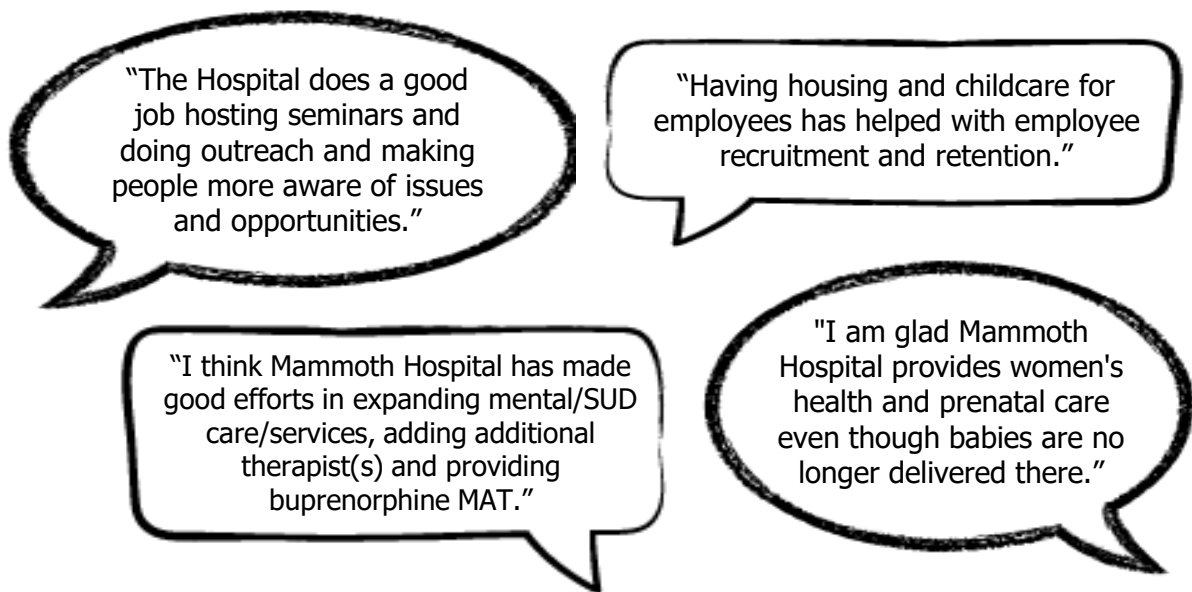 “The Hospital does a good
job hosting seminars and
doing outreach and making
people more aware of issues
and opportunities.”
“Having housing and childcare for
employees has helped with employee
recruitment and retention.”
“I think Mammoth Hospital has made
good efforts in expanding mental/SUD
care/services, adding additional
therapist(s) and providing
buprenorphine MAT.”
"I am glad Mammoth
Hospital provides women's
health and prenatal care
even though babies are no
longer delivered there.”